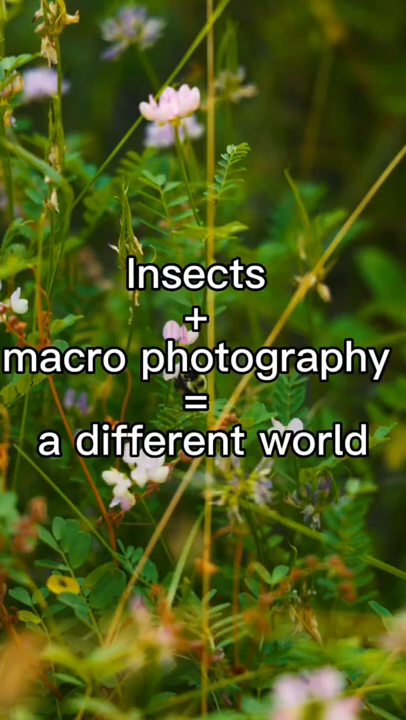 Insects
+
macro photography
=
a different world